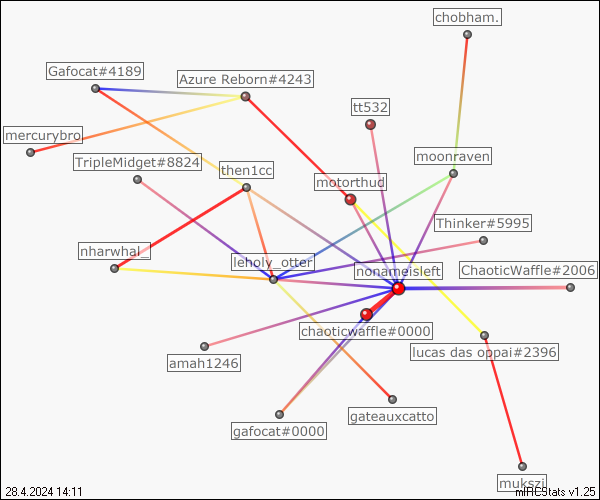 chobham.
Gafocat#4189
Azure Reborn#4243
tt532
mercurybro
TripleMidget#8824
then1cc
moonraven
motorthud
Thinker#5995
nharwhal_
leholy_otter
nonameisleft
ChaoticWaffle#2006
chaoticwaffle#0000
lucas das oppai#2396
amah1246
gateauxcatto
gafocat#0000
mukszi
28.4.2024 14:11
mIRCStats v1.25